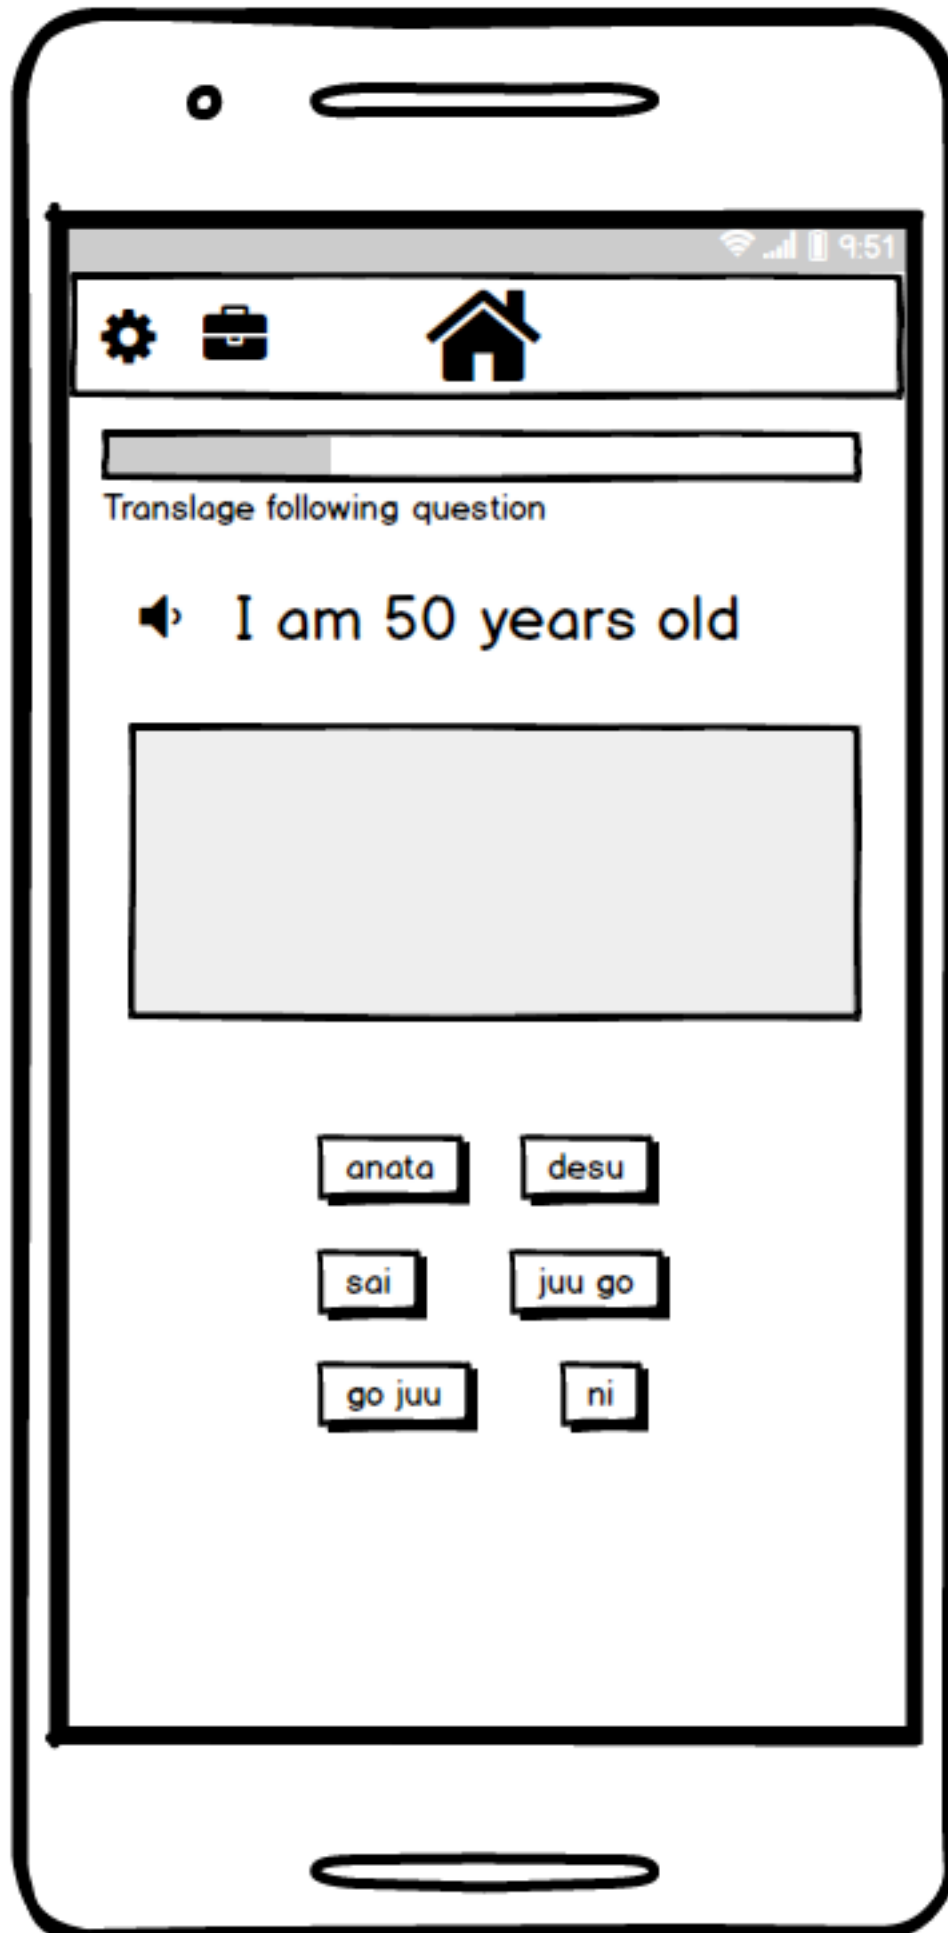 9:51
Translage following question
I am 50 years old
anata desu
sai juu go
go juu ni